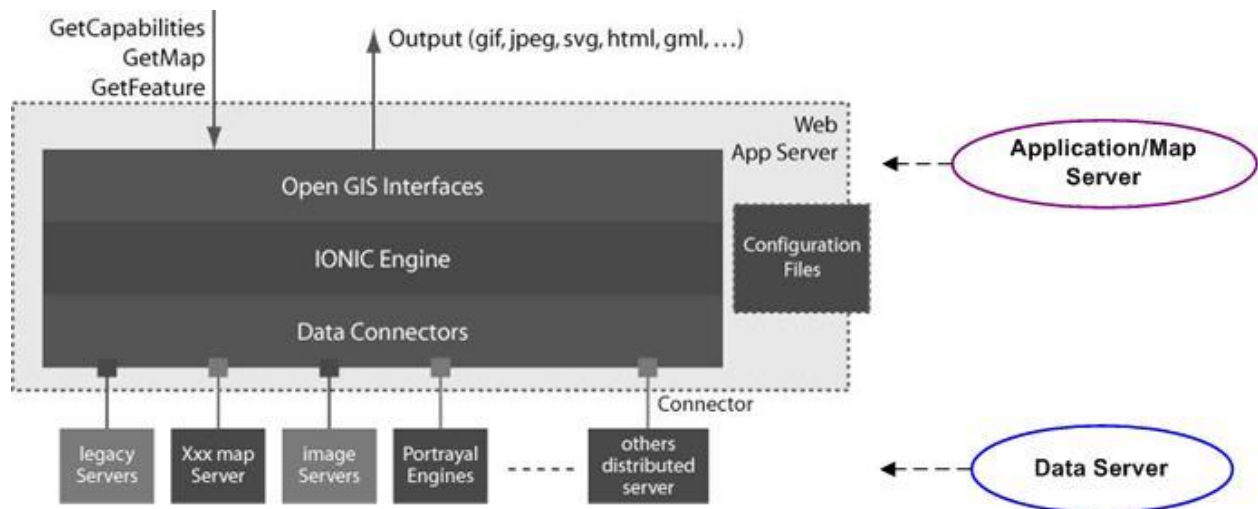 GetCapabilities
GetMap
GetFeature
Output (gif, jpeg, svg, html, gml, ...)
Web
App Server
Application/Map
Server
Open GIS Interfaces
IONIC Engine
Configuration
Files
Data Connectors
Connector
legacy
Servers
Xxx map
Server
image
Servers
Portrayal
Engines
others
distributed
server
Data Server